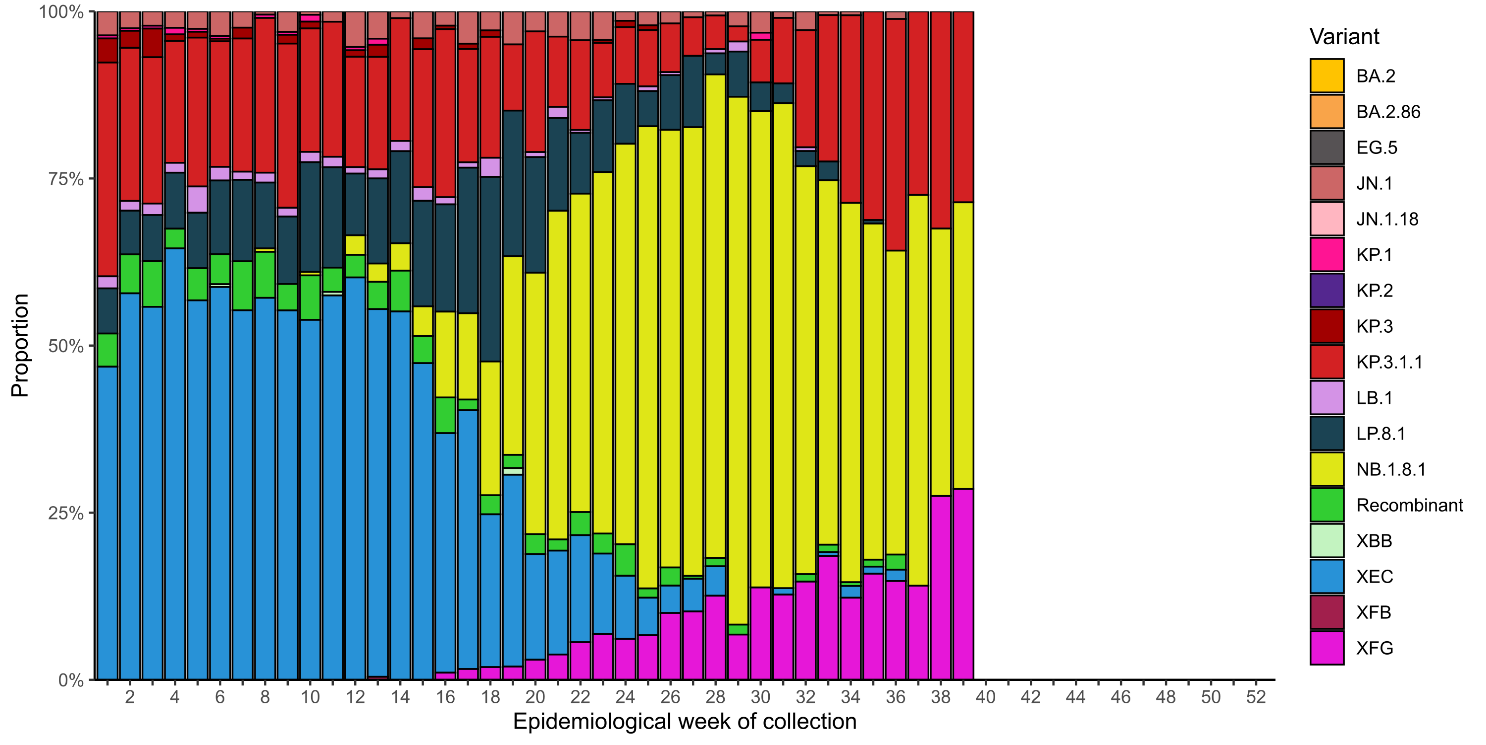 100%
75%
50%
25%
0%
Proportion
2 4 6 8 10 12 14 16 18 20 22 24 26 28 30 32 34 36 38 40 42 44 46 48 50 52
Epidemiological week of collection
Variant
BA.2
BA.2.86
EG.5
JN.1
JN.1.18
KP.1
KP.2
KP.3
KP.3.1.1
LB.1
LP.8.1
NB.1.8.1
Recombinant
XBB
XEC
XFB
XFG